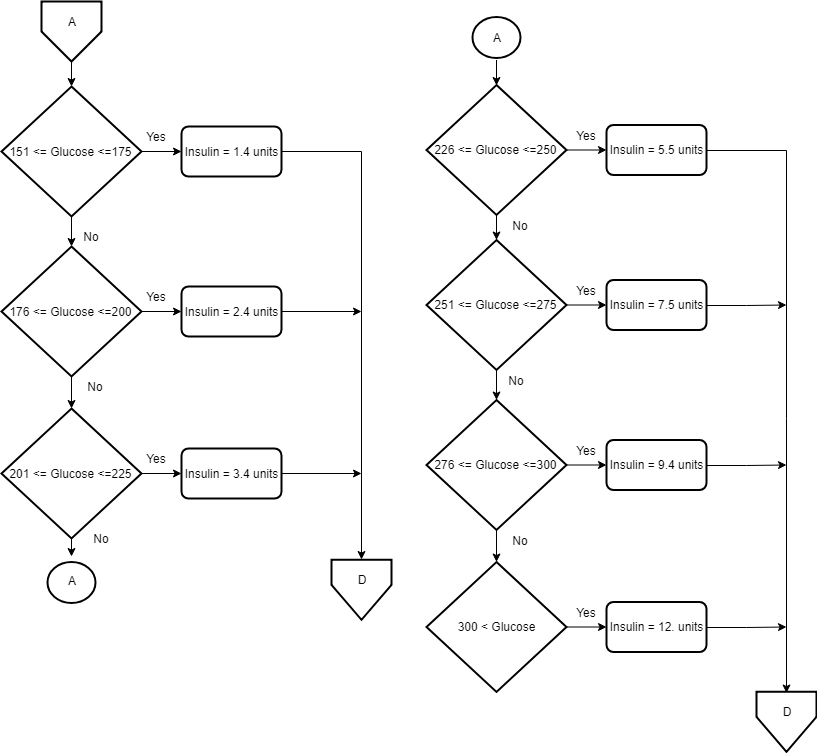 A
151 <= Glucose <=175
Yes
Insulin = 1.4 units
No
176 <= Glucose <=200
Yes
Insulin = 2.4 units
No
201 <= Glucose <=225
Yes
Insulin = 3.4 units
No
A
D
A
226 <= Glucose <=250
Yes
Insulin = 5.5 units
No
251 <= Glucose <=275
Yes
Insulin = 7.5 units
No
276 <= Glucose <=300
Yes
Insulin = 9.4 units
No
300 < Glucose
Yes
Insulin = 12. units
D